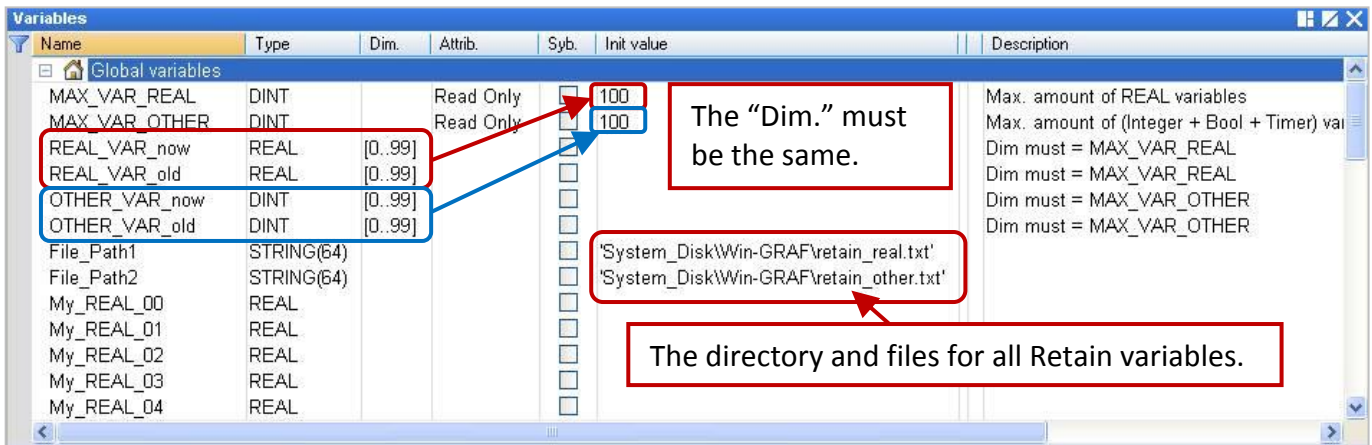 Variables
Name Type Dim. Attrib. Syb. Init value Description
Global variables
MAX_VAR_REAL DINT Read Only 100 Max. amount of REAL variables
MAX_VAR_OTHER DINT Read Only 100 Max. amount of (Integer + Bool + Timer) vai
REAL_VAR_now REAL [0..99] Dim must = MAX_VAR_REAL
REAL_VAR_old REAL [0..99] Dim must = MAX_VAR_REAL
OTHER_VAR_now DINT [0..99] Dim must = MAX_VAR_OTHER
OTHER_VAR_old DINT [0..99] Dim must = MAX_VAR_OTHER
File_Path1 STRING(64) 'System_Disk\Win-GRAF\retain_real.txt'
File_Path2 STRING(64) 'System_Disk\Win-GRAF\retain_other.txt'
My_REAL_00 REAL
My_REAL_01 REAL
My_REAL_02 REAL
My_REAL_03 REAL
My_REAL_04 REAL
The “Dim.” must
be the same.
The directory and files for all Retain variables.